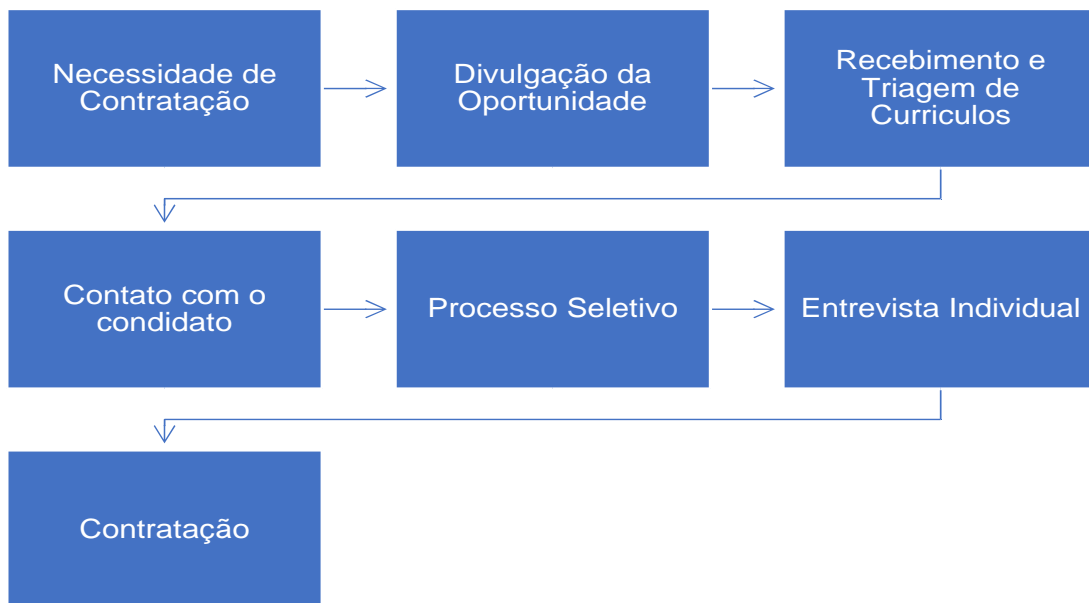 Necessidade de
Contratação
Divulgação da
Oportunidade
Recebimento e
Triagem de
Curriculos
Contato com o
condidato
Processo Seletivo
Entrevista Individual
Contratação